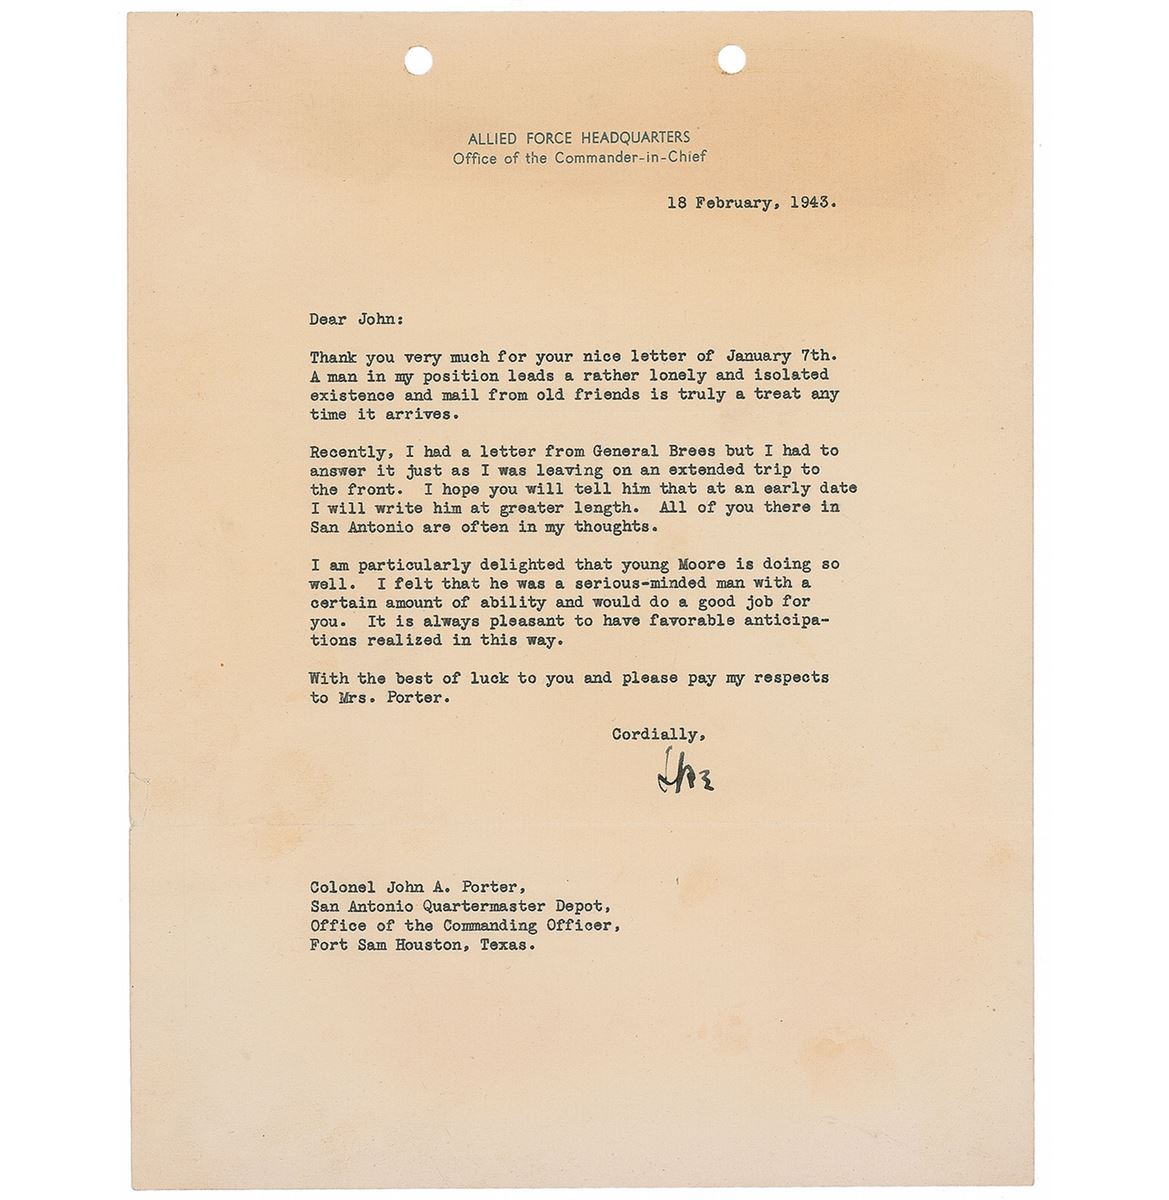 ALLIED FORCE HEADQUARTERS
Office of the Commander-in-Chief
18 February, 1943.
Dear John:
Thank you very much for your nice letter of January 7th.
A man in my position leads a rather lonely and isolated
existence and mail from old friends is truly a treat any
time it arrives.
Recently, I had a letter from General Brees but I had to
answer it just as I was leaving on an extended trip to
the front.  I hope you will tell him that at an early date
I will write him at greater length.  All of you there in
San Antonio are often in my thoughts.
I am particularly delighted that young Moore is doing so
well.  I felt that he was a serious-minded man with a
certain amount of ability and would do a good job for
you.  It is always pleasant to have favorable anticipa-
tions realized in this way.
With the best of luck to you and please pay my respects
to Mrs. Porter.
Cordially,
Ike
Colonel John A. Porter,
San Antonio Quartermaster Depot,
Office of the Commanding Officer,
Fort Sam Houston, Texas.